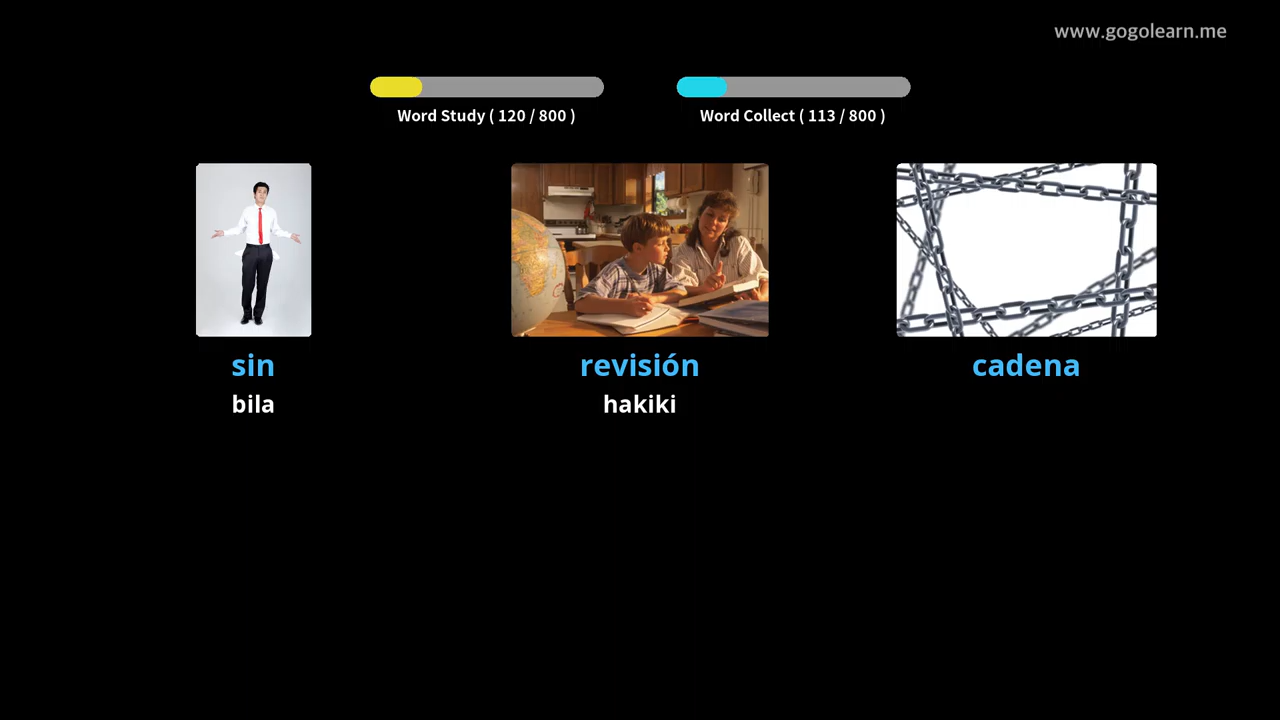 www.gogolearn.me
Word Study ( 120 / 800 )
Word Collect ( 113 / 800 )
sin
revisión
cadena
bila
hakiki